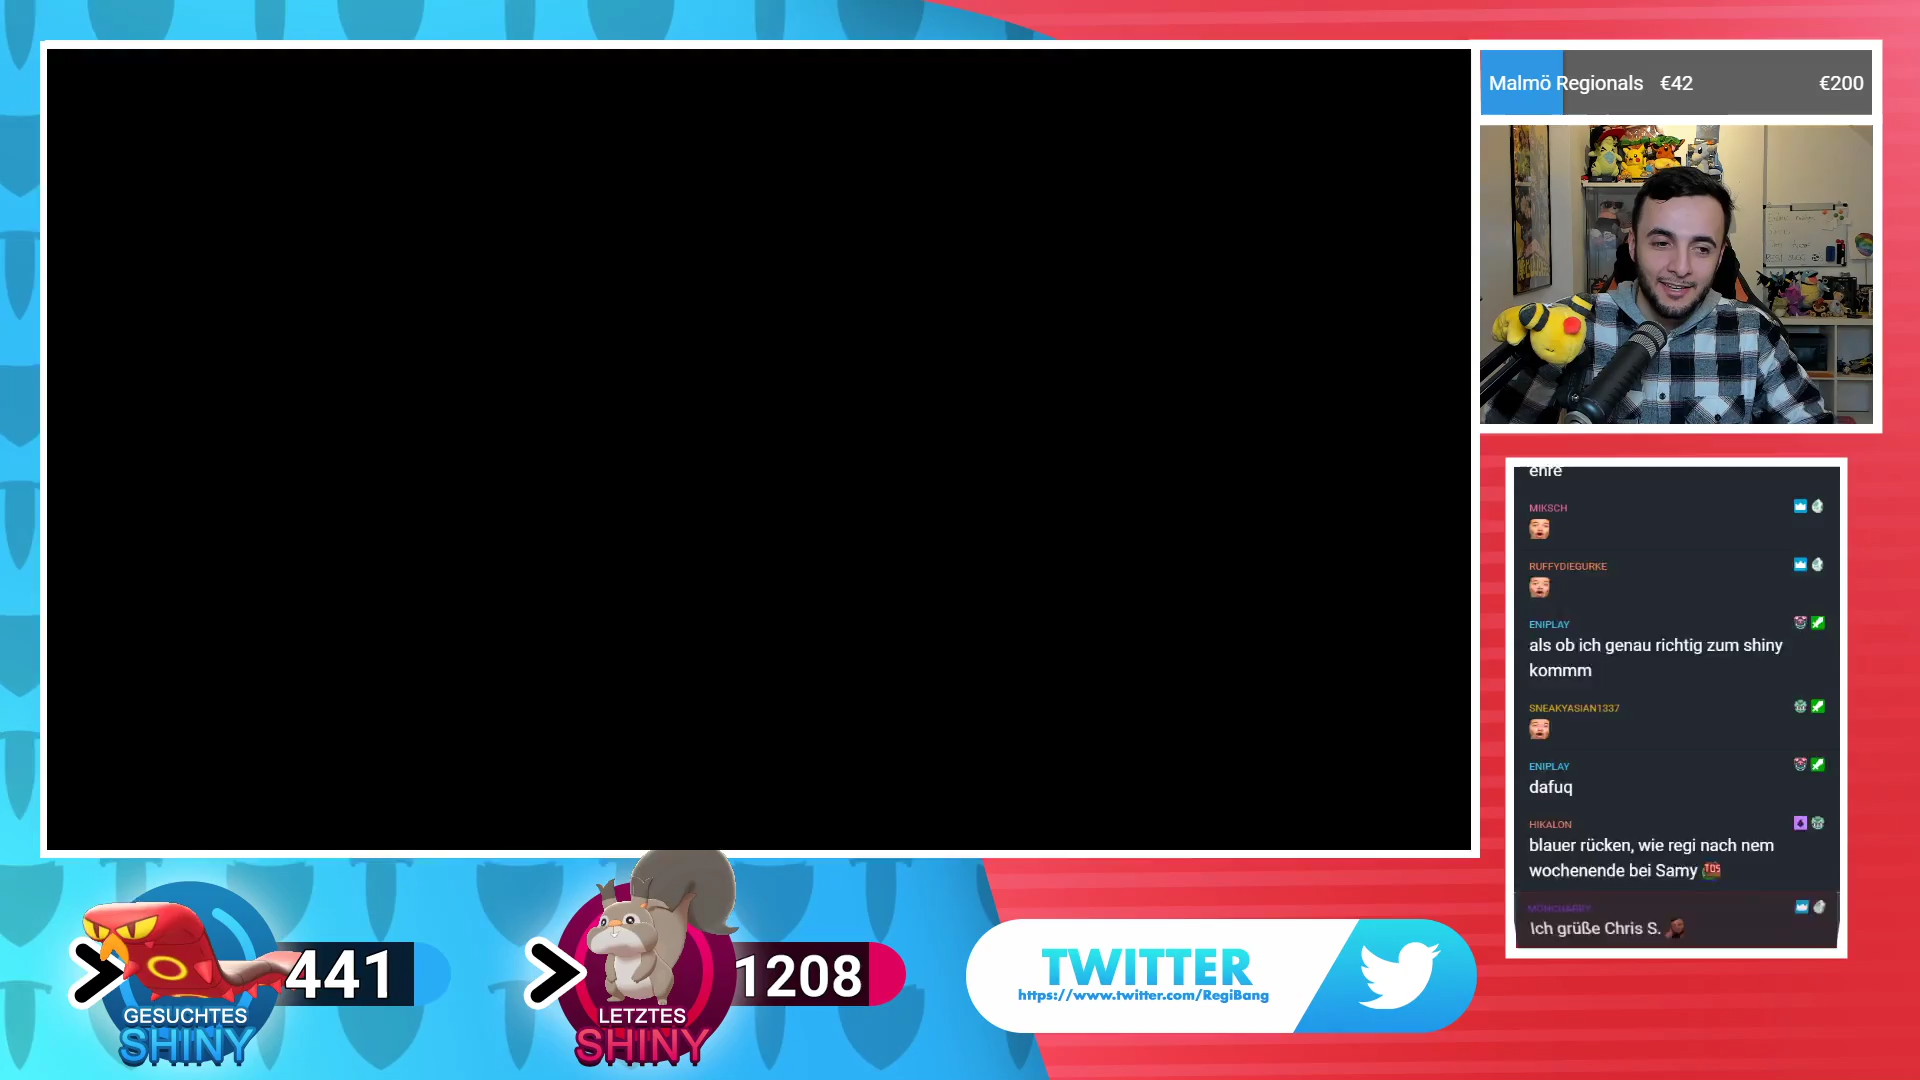 Malmö Regionals €42 €200
ehre
MIKSCH
RUFFYDIEGURKE
ENIPLAY
als ob ich genau richtig zum shiny
kommm
SNEAKYASIAN1337
ENIPLAY
dafuq
HIKALON
blauer rücken, wie regi nach nem
wochenende bei Samy
MONCHARRY
Ich grüße Chris S.
441
GESUCHTES
SHINY
1208
LETZTES
SHINY
TWITTER
https://www.twitter.com/RegiBang